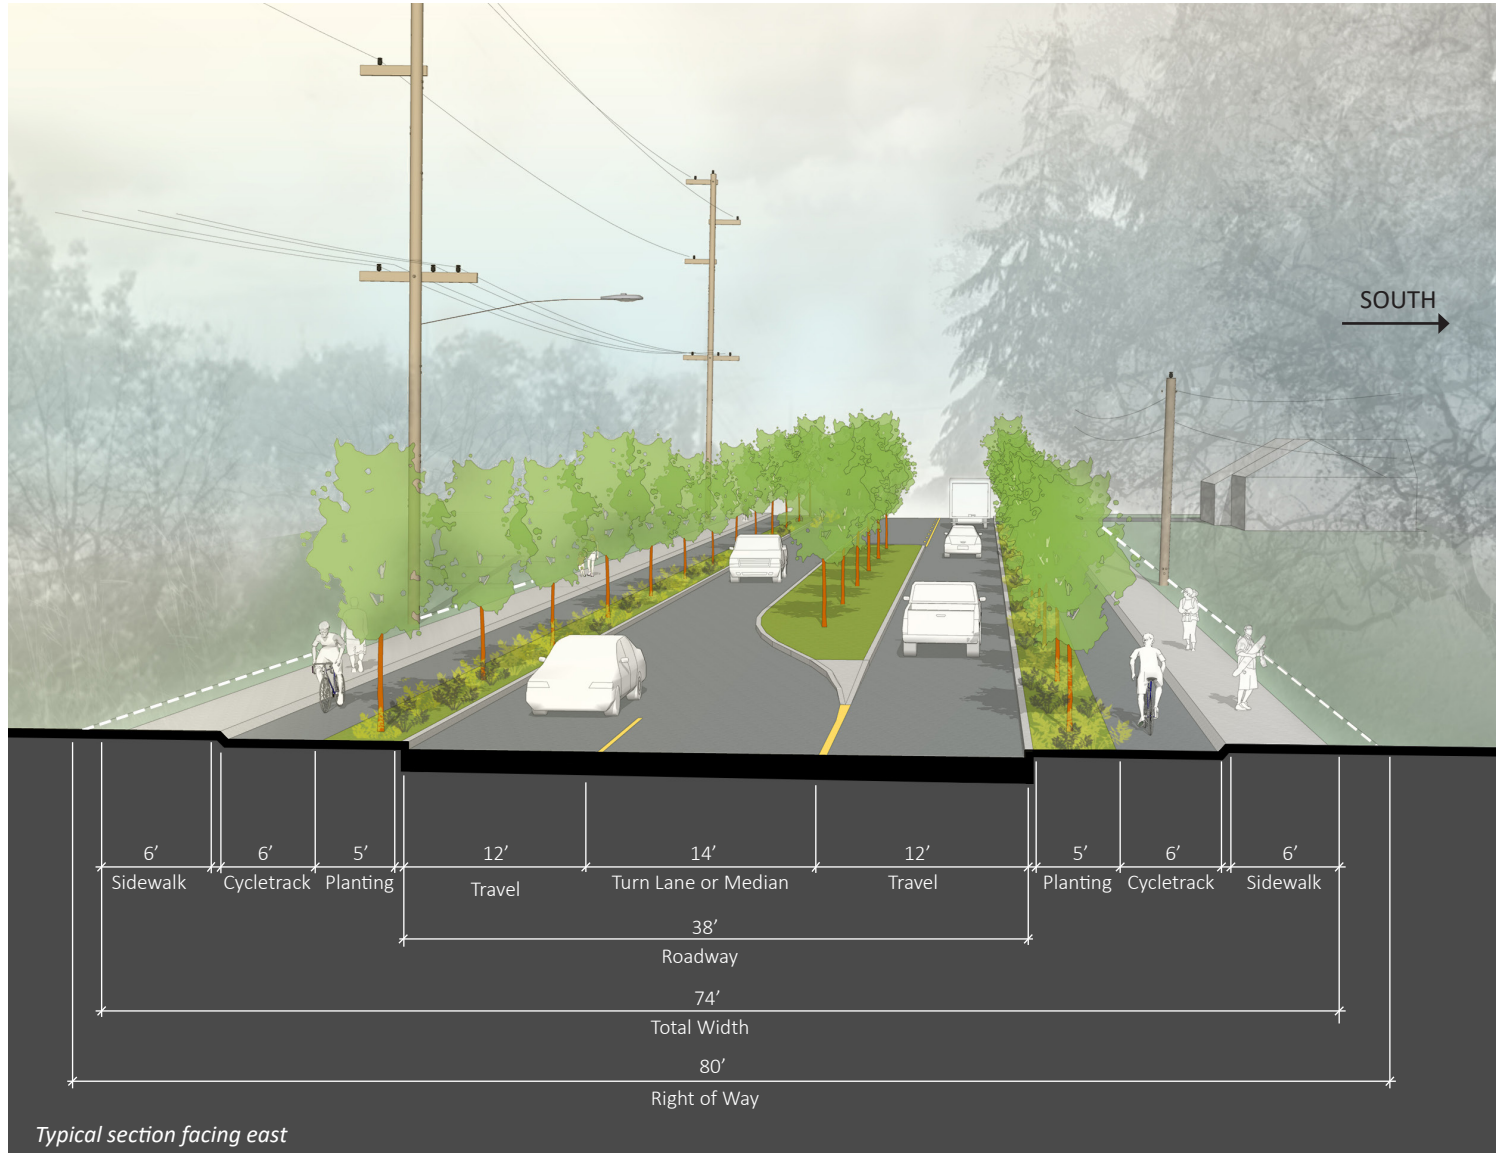 SOUTH
6’ 6’ 5’ 12’ 14’ 12’ 5’ 6’ 6’
Sidewalk Cycletrack Planting Travel Turn Lane or Median Travel Planting Cycletrack Sidewalk
38’
Roadway
74’
Total Width
80’
Right of Way
Typical section facing east